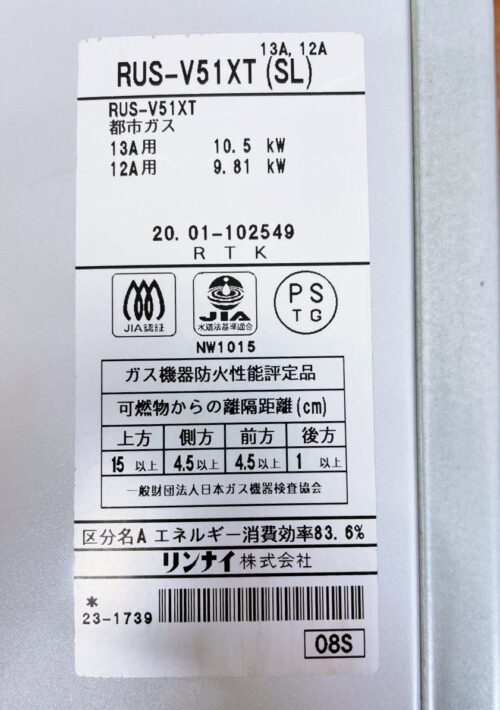 13A, 12A
RUS-V51XT (SL)
RUS-V51XT
都市ガス
13A用 10.5 kW
12A用 9.81 kW
20.01-102549
R T K
JIA認証
JIA
水道法基準適合
PS
TG
NW1015
ガス機器防火性能評定品
可燃物からの離隔距離(cm)
上方 側方 前方 後方
15以上 4.5以上 4.5以上 1以上
一般財団法人日本ガス機器検査協会
区分名A エネルギー消費効率83.6%
リンナイ株式会社
*
23-1739
08S